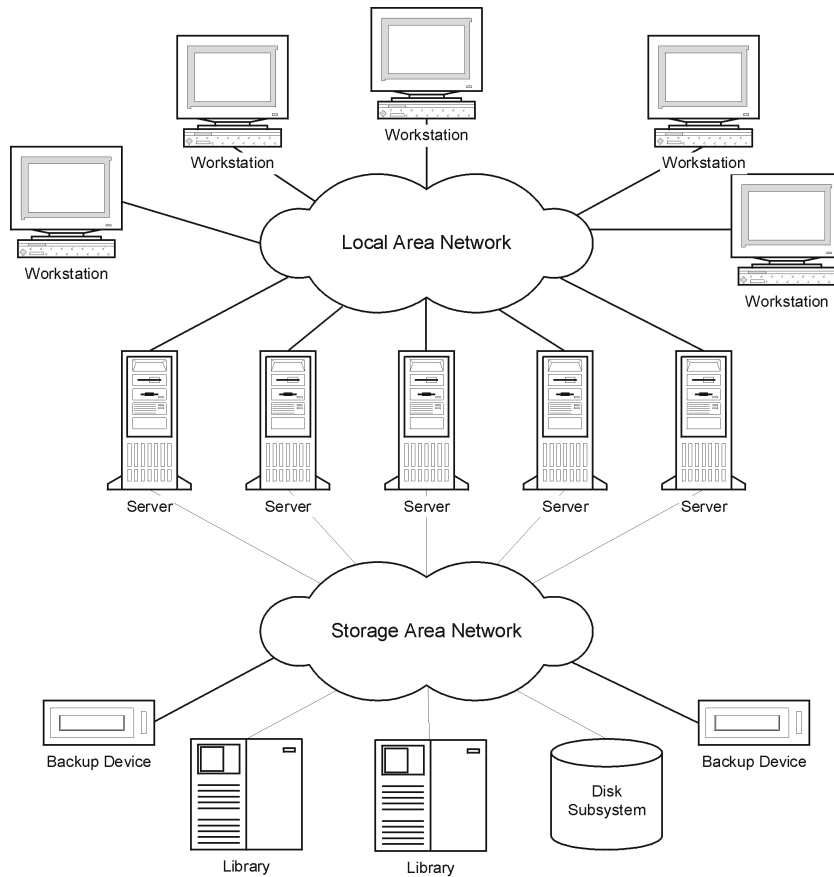 Workstation
Workstation
Workstation
Workstation
Workstation
Local Area Network
Server
Server
Server
Server
Server
Storage Area Network
Backup Device
Backup Device
Disk
Subsystem
Library
Library